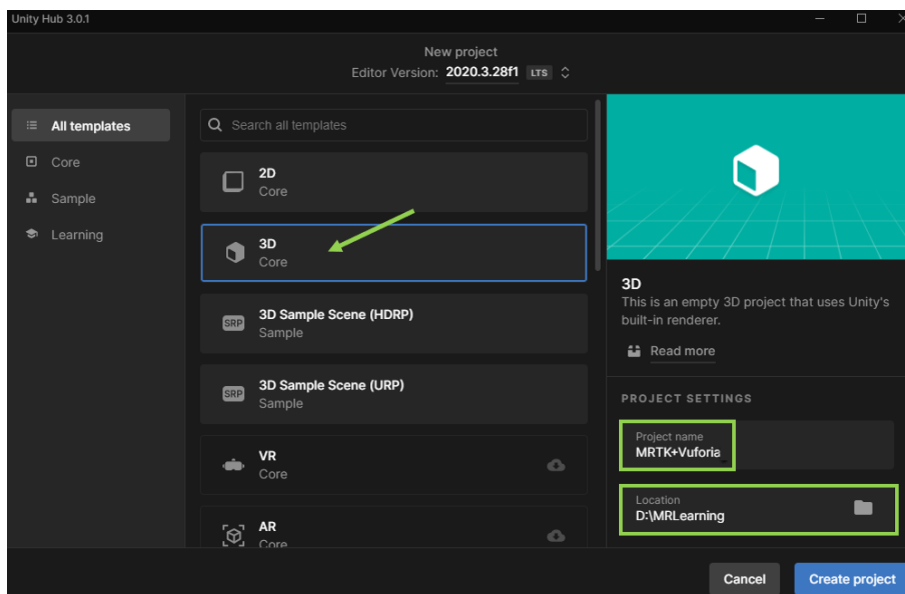 Unity Hub 3.0.1
New project
Editor Version: 2020.3.28f1 LTS
All templates
Core
Sample
Learning
Search all templates
2D
Core
3D
Core
SRP
3D Sample Scene (HDRP)
Sample
SRP
3D Sample Scene (URP)
Sample
VR
Core
AR
Core
3D
This is an empty 3D project that uses Unity's
built-in renderer.
Read more
PROJECT SETTINGS
Project name
MRTK+Vuforia
Location
D:\MRLearning
Cancel
Create project